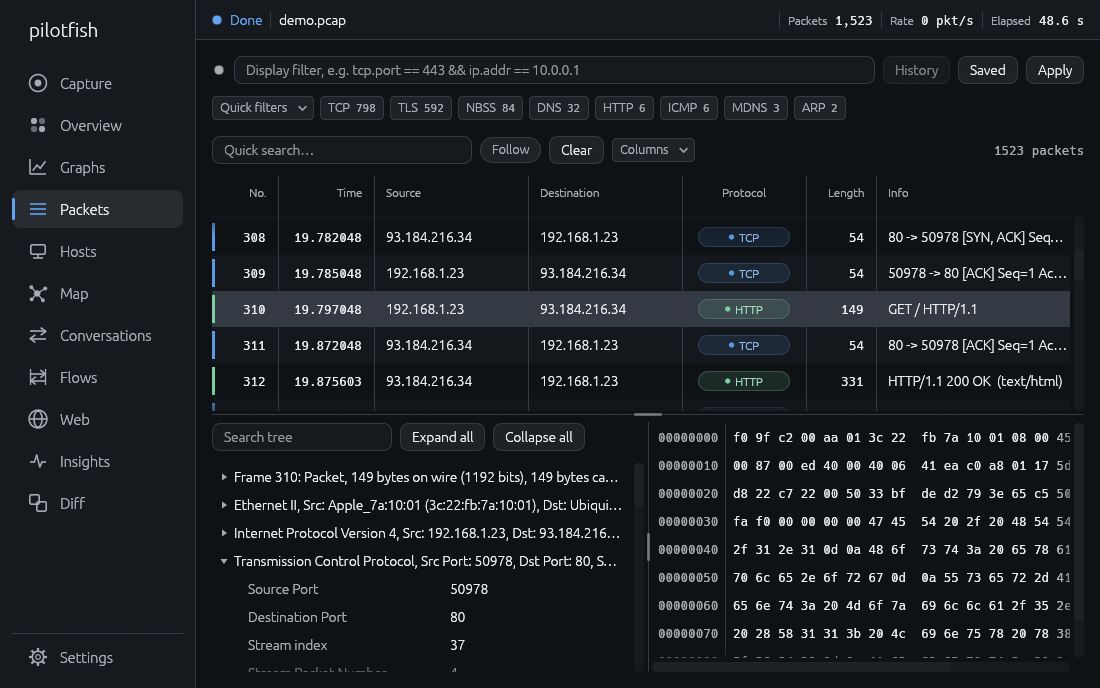 pilotfish
Done demo.pcap Packets 1,523 Rate 0 pkt/s Elapsed 48.6 s
Capture
Overview
Graphs
Packets
Hosts
Map
Conversations
Flows
Web
Insights
Diff
Settings
Display filter, e.g. tcp.port == 443 && ip.addr == 10.0.0.1 History Saved Apply
Quick filters TCP 798 TLS 592 NBSS 84 DNS 32 HTTP 6 ICMP 6 MDNS 3 ARP 2
Quick search… Follow Clear Columns 1523 packets
No. Time Source Destination Protocol Length Info
308 19.782048 93.184.216.34 192.168.1.23 TCP 54 80 -> 50978 [SYN, ACK] Seq…
309 19.785048 192.168.1.23 93.184.216.34 TCP 54 50978 -> 80 [ACK] Seq=1 Ac…
310 19.797048 192.168.1.23 93.184.216.34 HTTP 149 GET / HTTP/1.1
311 19.872048 93.184.216.34 192.168.1.23 TCP 54 80 -> 50978 [ACK] Seq=1 Ac…
312 19.875603 93.184.216.34 192.168.1.23 HTTP 331 HTTP/1.1 200 OK (text/html)
Search tree Expand all Collapse all
Frame 310: Packet, 149 bytes on wire (1192 bits), 149 bytes ca…
Ethernet II, Src: Apple_7a:10:01 (3c:22:fb:7a:10:01), Dst: Ubiqui…
Internet Protocol Version 4, Src: 192.168.1.23, Dst: 93.184.216…
Transmission Control Protocol, Src Port: 50978, Dst Port: 80, S…
Source Port 50978
Destination Port 80
Stream index 37
Stream Packet Number 4
00000000 f0 9f c2 00 aa 01 3c 22 fb 7a 10 01 08 00 45
00000010 00 87 00 ed 40 00 40 06 41 ea c0 a8 01 17 5d
00000020 d8 22 c7 22 00 50 33 bf de d2 79 3e 65 c5 50
00000030 fa f0 00 00 00 00 47 45 54 20 2f 20 48 54 54
00000040 2f 31 2e 31 0d 0a 48 6f 73 74 3a 20 65 78 61
00000050 70 6c 65 2e 6f 72 67 0d 0a 55 73 65 72 2d 41
00000060 65 6e 74 3a 20 4d 6f 7a 69 6c 6c 61 2f 35 2e
00000070 20 28 58 31 31 3b 20 4c 69 6e 75 78 20 78 38